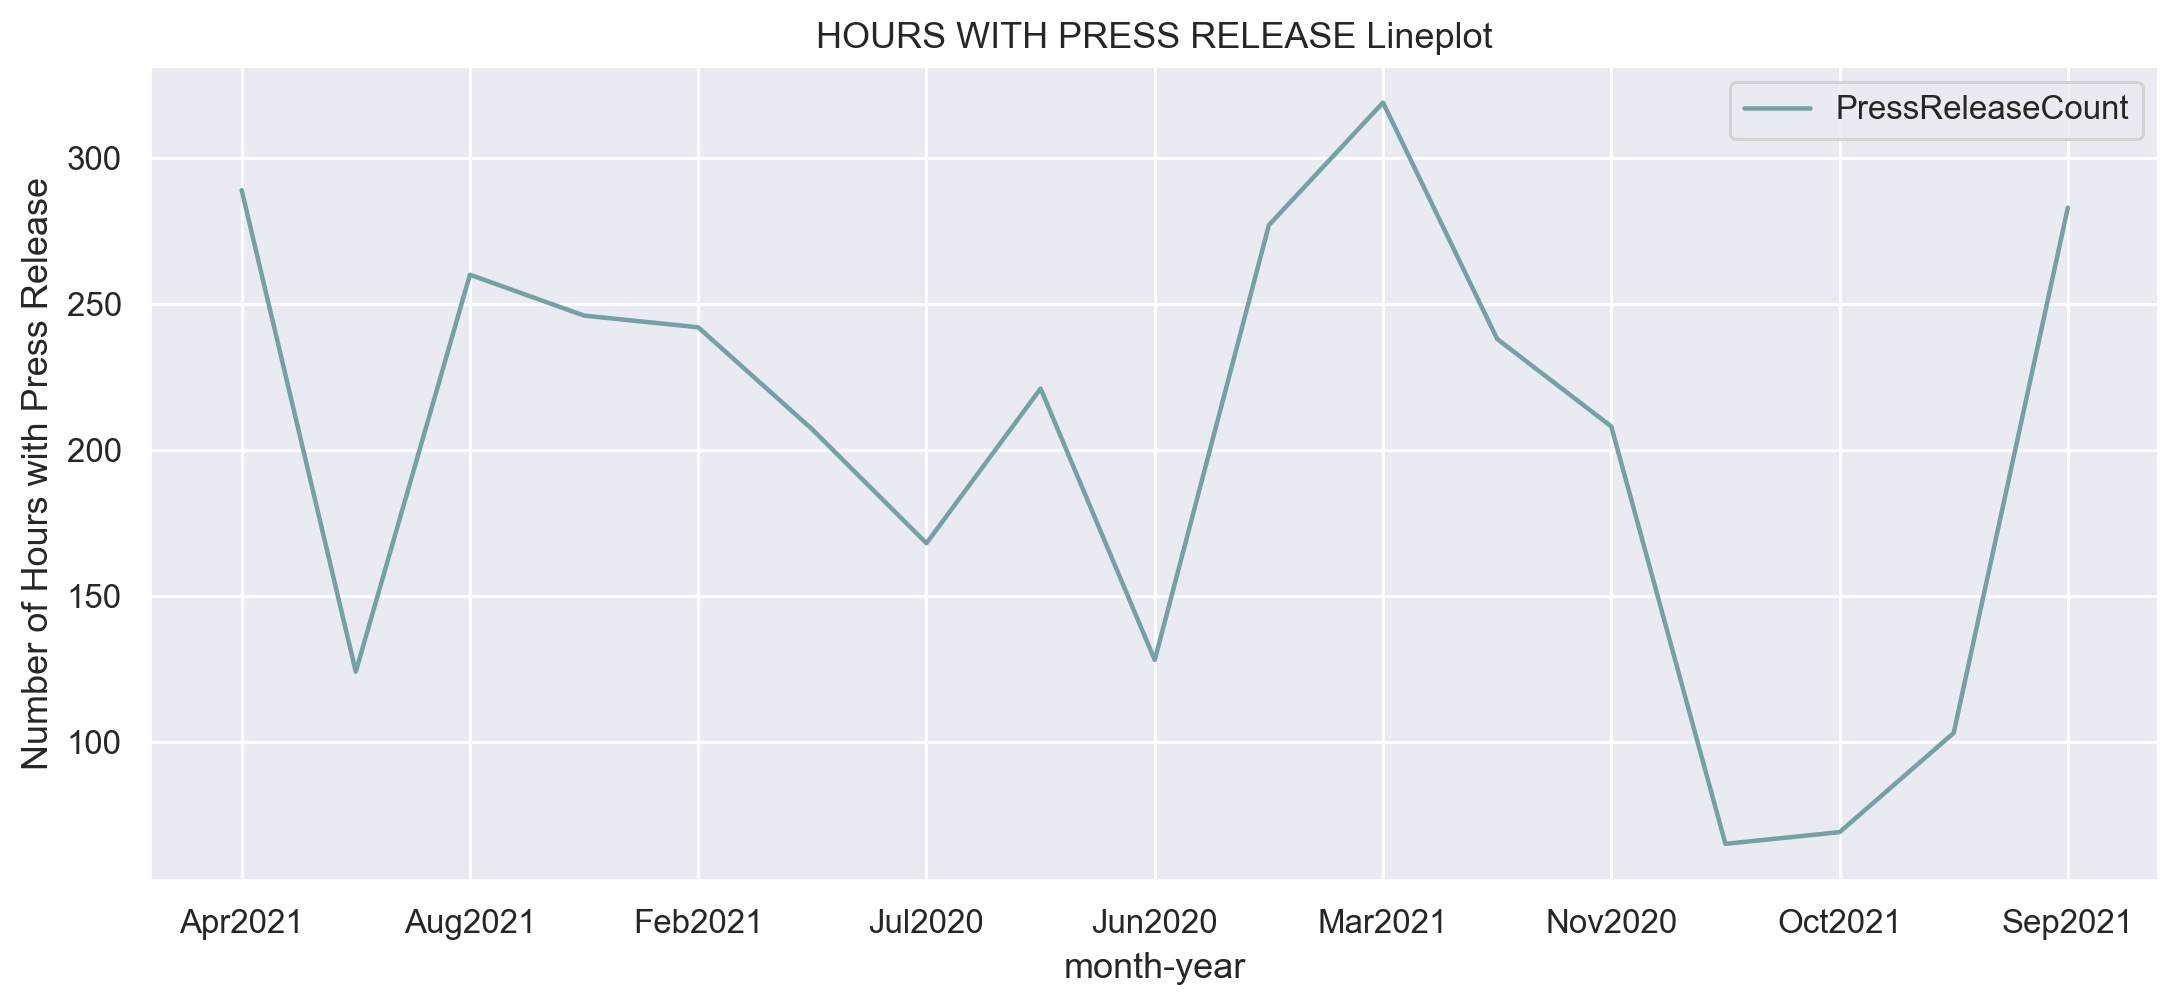 HOURS WITH PRESS RELEASE Lineplot
PressReleaseCount
Number of Hours with Press Release
300
250
200
150
100
Apr2021 Aug2021 Feb2021 Jul2020 Jun2020 Mar2021 Nov2020 Oct2021 Sep2021
month-year